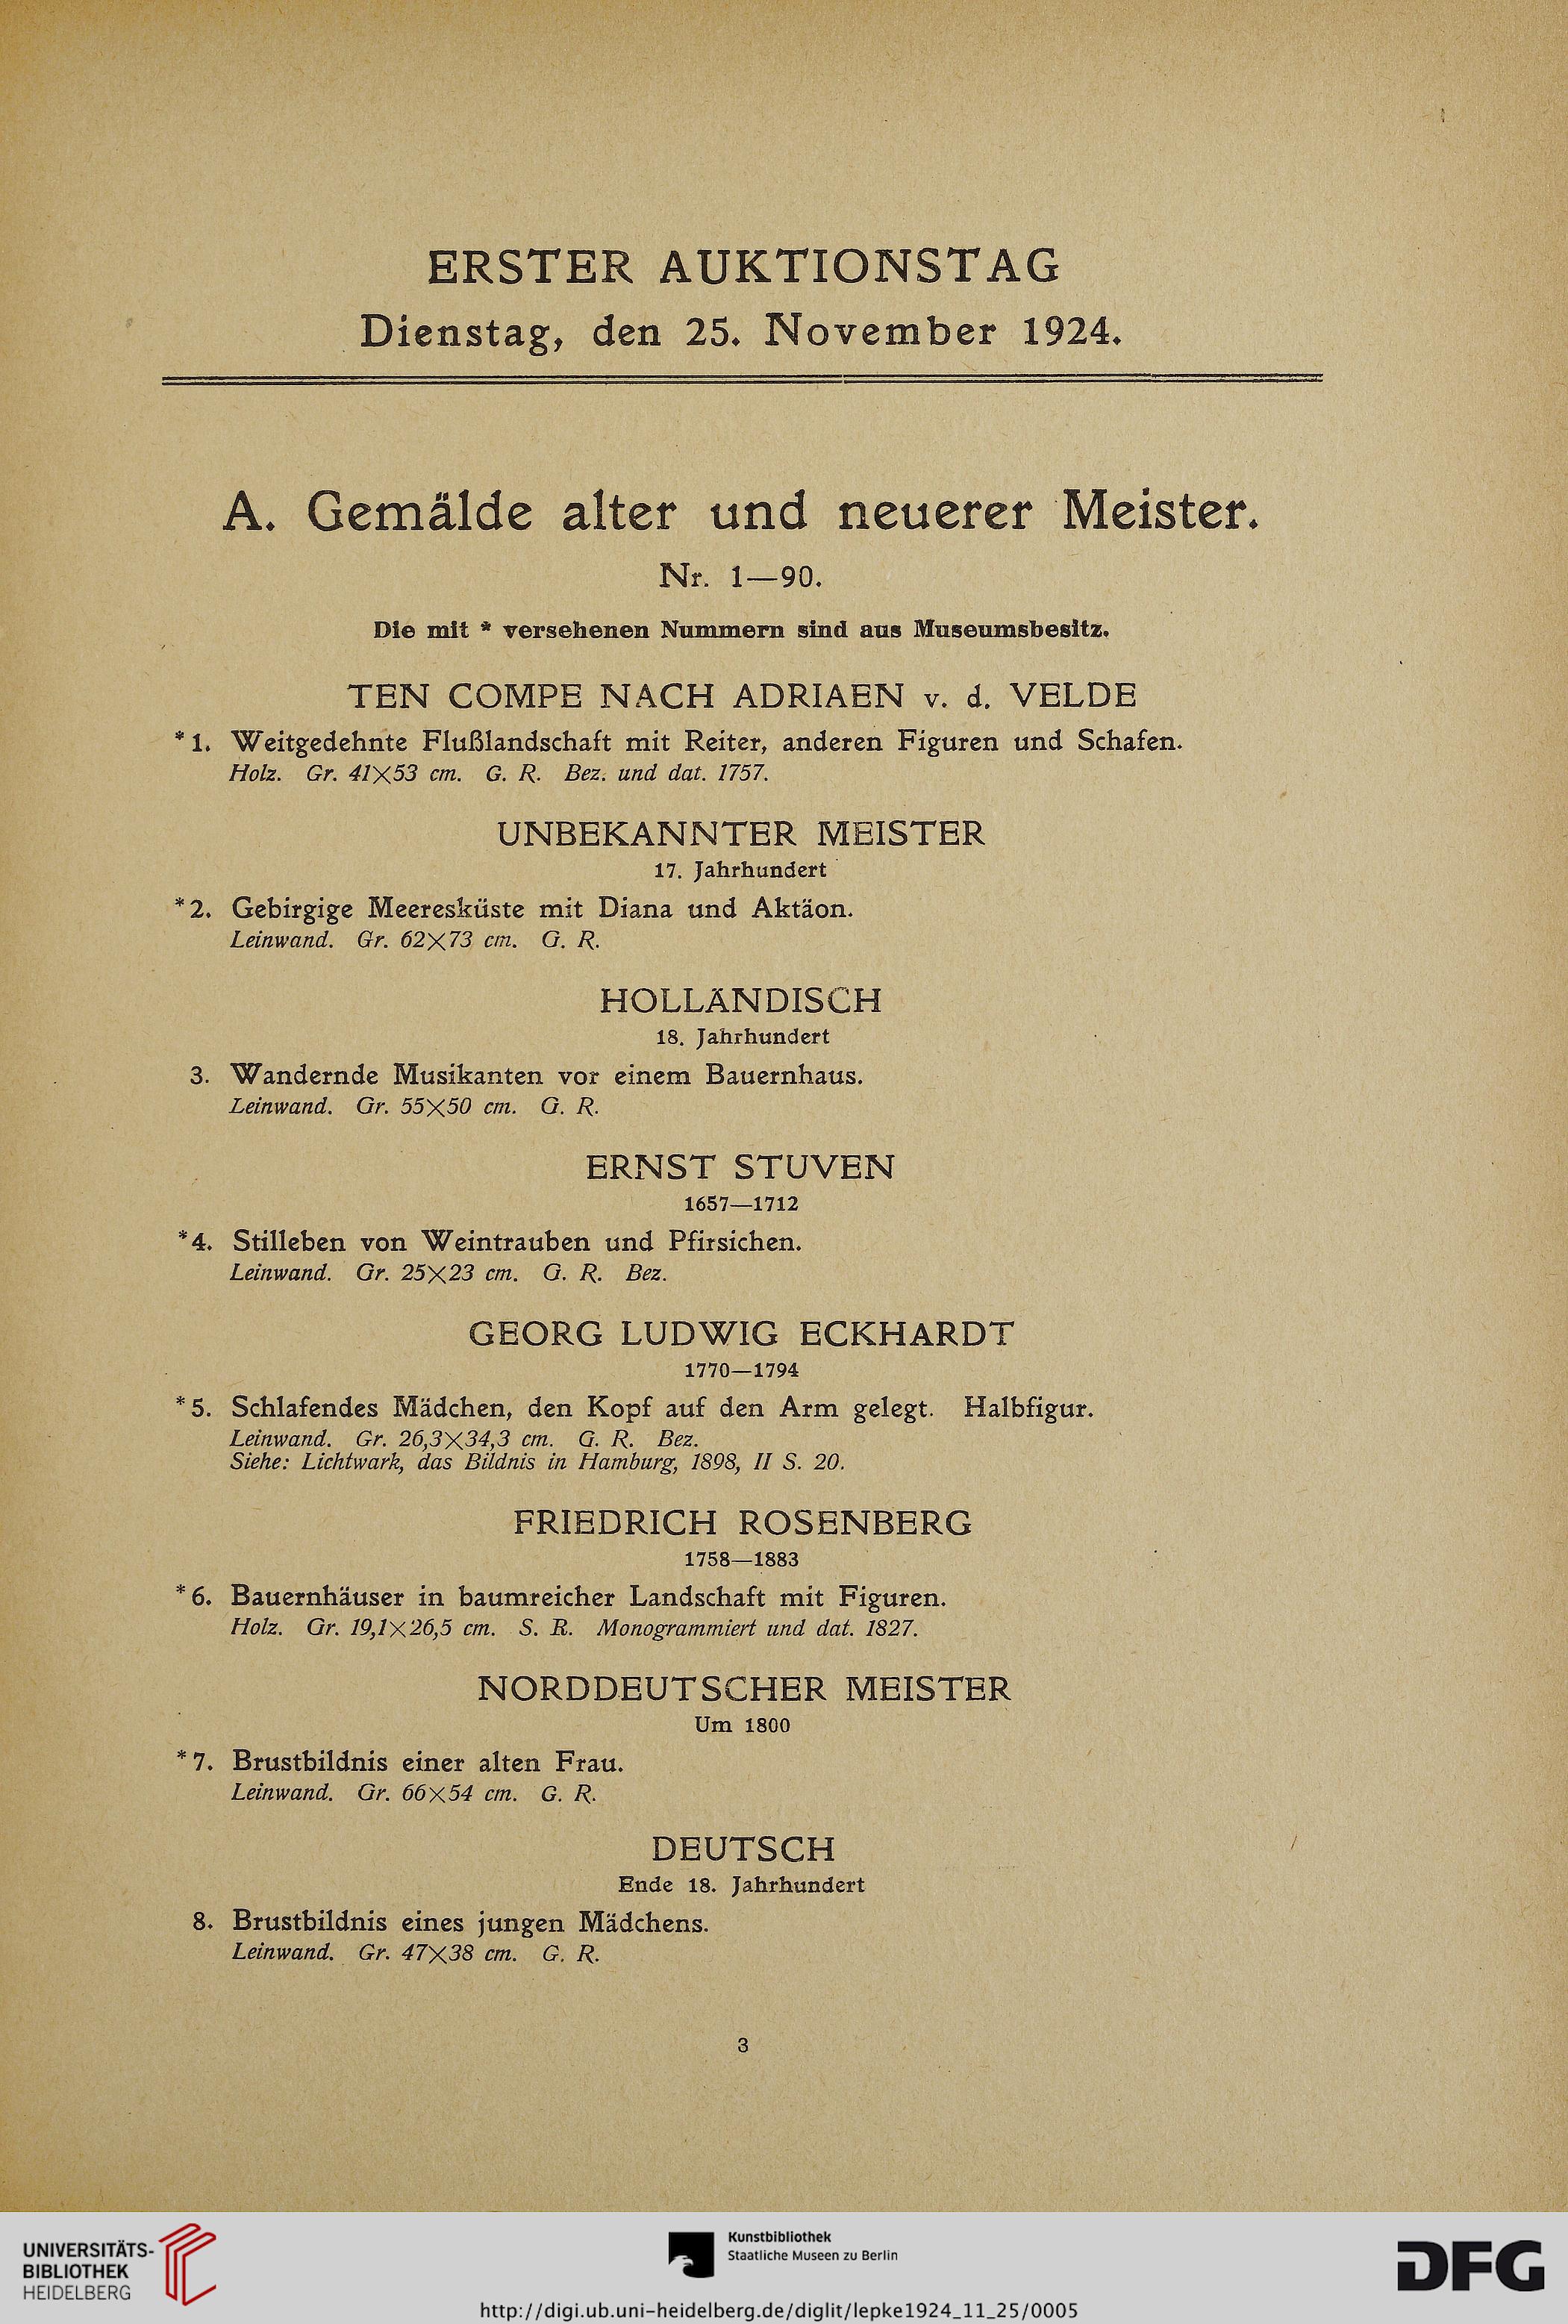 ERSTER AUKTIONSTAG
Dienstag, den 25. November 1924.
A. Gemälde alter und neuerer Meister.
Nr. 1—90.
Die mit * versehenen Nummern sind aus Museumsbesitz.
TEN COMPE NACH ADRIAEN v. d. VELDE
*1. Weitgedehnte Flußlandschaft mit Reiter, anderen Figuren und Schafen.
Holz. Gr. 41×53 cm. G. R. Bez. und dat. 1757.
UNBEKANNTER MEISTER
17. Jahrhundert
*2. Gebirgige Meeresküste mit Diana und Aktäon.
Leinwand. Gr. 62×73 cm. G. R.
HOLLÄNDISCH
18. Jahrhundert
3. Wandernde Musikanten vor einem Bauernhaus.
Leinwand. Gr. 55×50 cm. G. R.
ERNST STUVEN
1657—1712
*4. Stilleben von Weintrauben und Pfirsichen.
Leinwand. Gr. 25×23 cm. G. R. Bez.
GEORG LUDWIG ECKHARDT
1770—1794
*5. Schlafendes Mädchen, den Kopf auf den Arm gelegt. Halbfigur.
Leinwand. Gr. 26,3×34,3 cm. G. R. Bez.
Siehe: Lichtwark, das Bildnis in Hamburg, 1898, II S. 20.
FRIEDRICH ROSENBERG
1758—1883
*6. Bauernhäuser in baumreicher Landschaft mit Figuren.
Holz. Gr. 19,1×26,5 cm. S. R. Monogrammiert und dat. 1827.
NORDDEUTSCHER MEISTER
Um 1800
*7. Brustbildnis einer alten Frau.
Leinwand. Gr. 66×54 cm. G. R.
DEUTSCH
Ende 18. Jahrhundert
8. Brustbildnis eines jungen Mädchens.
Leinwand. Gr. 47×38 cm. G. R.
3
UNIVERSITÄTS-
BIBLIOTHEK
HEIDELBERG
Kunstbibliothek
Staatliche Museen zu Berlin
DFG
http://digi.ub.uni-heidelberg.de/diglit/lepke1924_11_25/0005